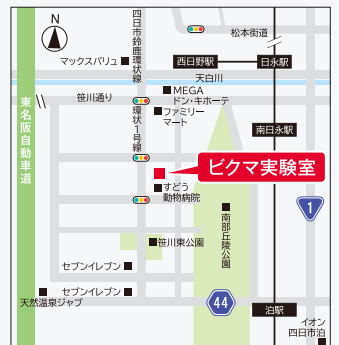 N
四日市鈴鹿環状線
松本街道
マックスバリュ
西日野駅
日永駅
天白川
MEGA
ドン・キホーテ
笹川通り
ファミリー
マート
環状1号線
南日永駅
東名阪自動車道
ビクマ実験室
すどう
動物病院
1
南部丘陵公園
笹川東公園
セブンイレブン
セブンイレブン
天然温泉ジャブ
44
泊駅
イオン
四日市泊